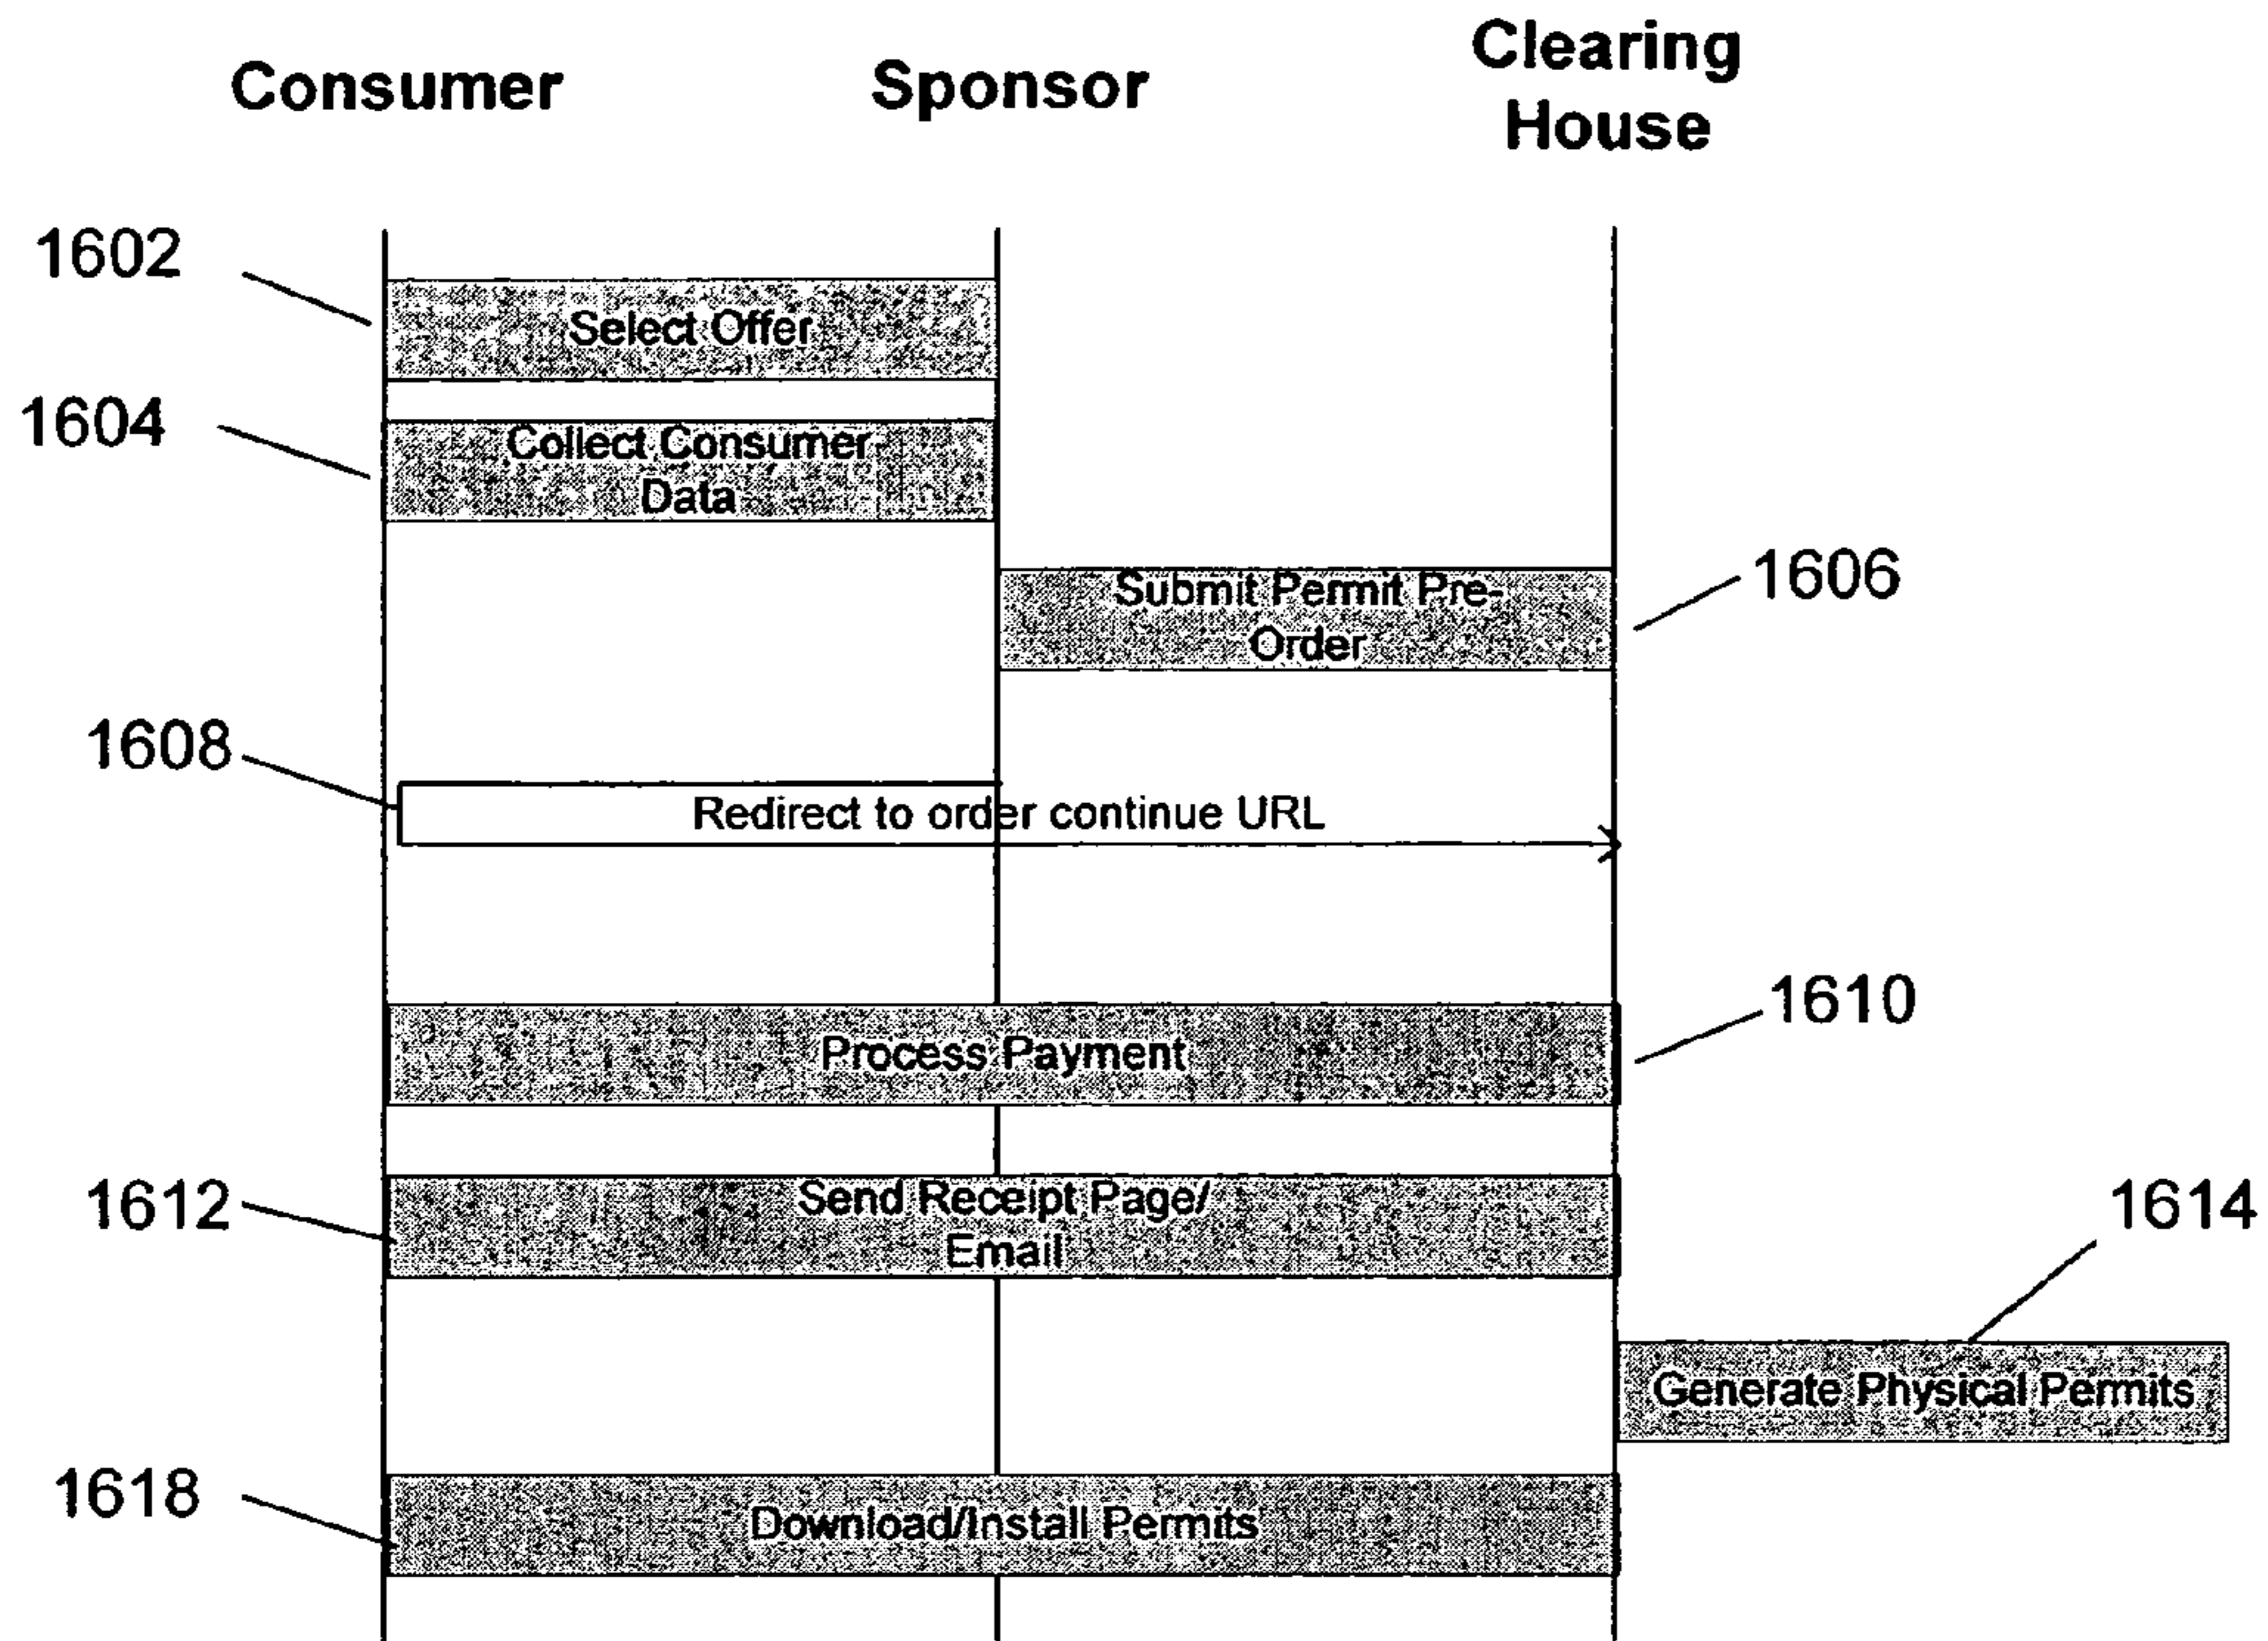 Consumer
Sponsor
Clearing
House
1602
Select Offer
1604
Collect Consumer
Data
Submit Permit Pre-
Order
1606
1608
Redirect to order continue URL
Process Payment
1610
1612
Send Receipt Page/
Email
1614
Generate Physical Permits
1618
Download/Install Permits